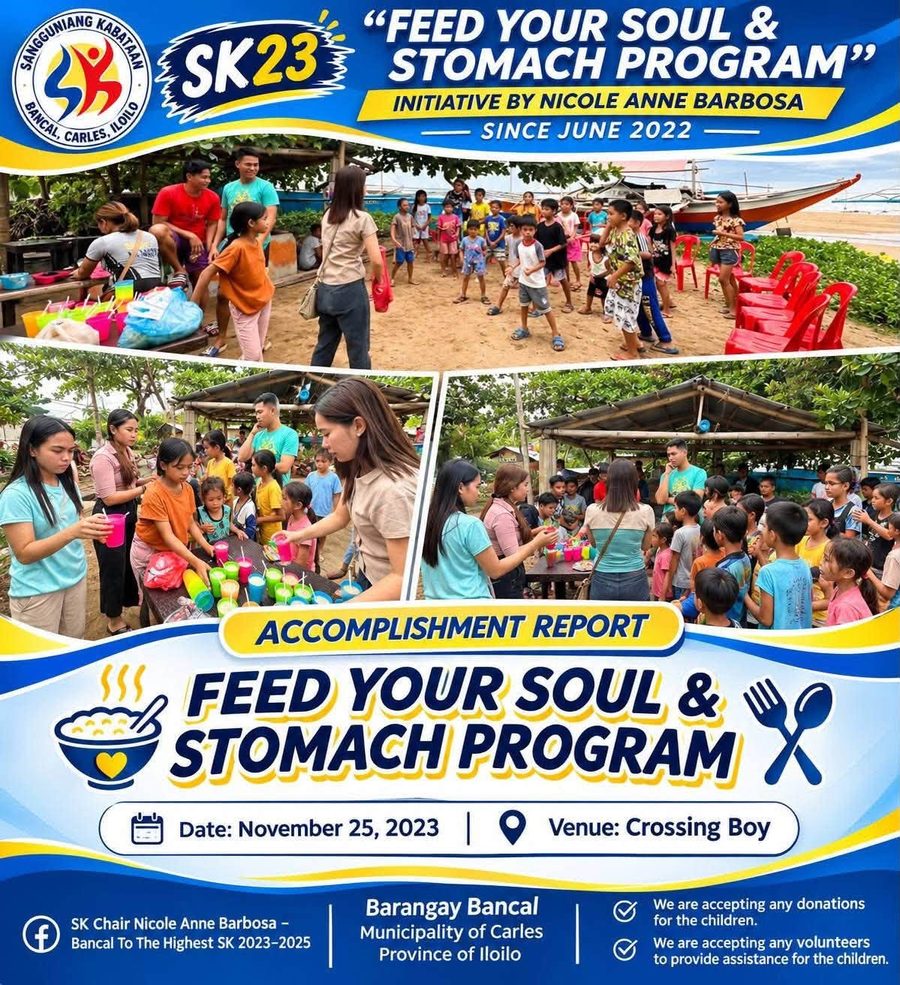 SANGGUNIANG KABATAAN
BANCAL, CARLES, ILOILO
SK23
"FEED YOUR SOUL &
STOMACH PROGRAM"
INITIATIVE BY NICOLE ANNE BARBOSA
SINCE JUNE 2022
ACCOMPLISHMENT REPORT
FEED YOUR SOUL &
STOMACH PROGRAM
Date: November 25, 2023
Venue: Crossing Boy
SK Chair Nicole Anne Barbosa –
Bancal To The Highest SK 2023–2025
Barangay Bancal
Municipality of Carles
Province of Iloilo
We are accepting any donations
for the children.
We are accepting any volunteers
to provide assistance for the children.